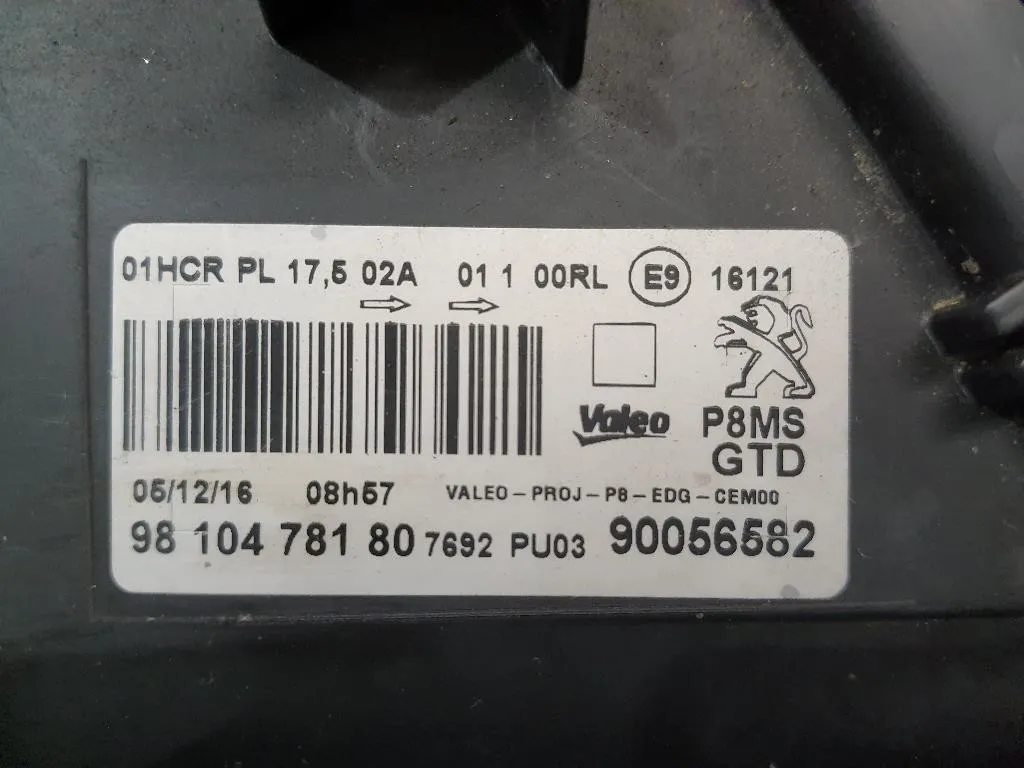 01HCR PL 17,5 02A 01 1 00RL E9 16121
Valeo P8MS
GTD
05/12/16 08h57 VALEO-PROJ-P8-EDG-CEM00
98 104 781 80 7692 PU03 90056582